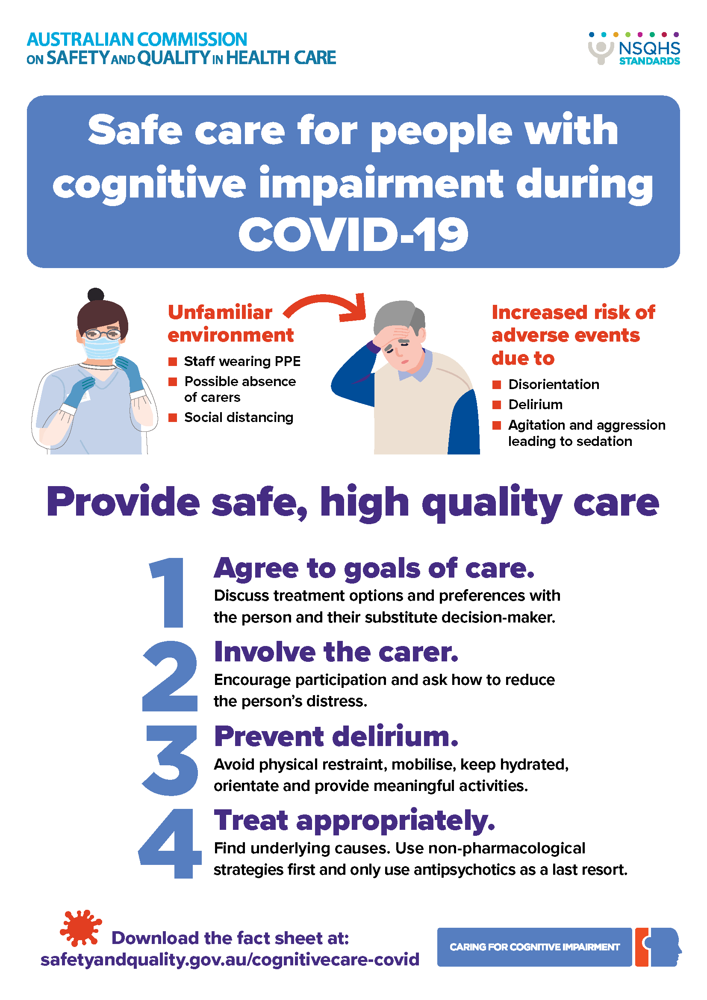 AUSTRALIAN COMMISSION
ON SAFETY AND QUALITY IN HEALTH CARE
NSQHS
STANDARDS
Safe care for people with
cognitive impairment during
COVID-19
Unfamiliar
environment
Staff wearing PPE
Possible absence
of carers
Social distancing
Increased risk of
adverse events
due to
Disorientation
Delirium
Agitation and aggression
leading to sedation
Provide safe, high quality care
1
Agree to goals of care.
Discuss treatment options and preferences with
the person and their substitute decision-maker.
2
Involve the carer.
Encourage participation and ask how to reduce
the person’s distress.
3
Prevent delirium.
Avoid physical restraint, mobilise, keep hydrated,
orientate and provide meaningful activities.
4
Treat appropriately.
Find underlying causes. Use non-pharmacological
strategies first and only use antipsychotics as a last resort.
Download the fact sheet at:
safetyandquality.gov.au/cognitivecare-covid
CARING FOR COGNITIVE IMPAIRMENT